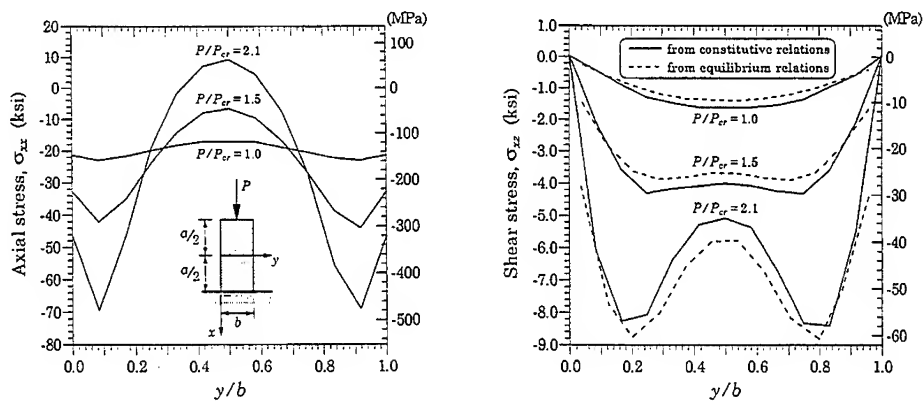 (MPa)
20
10
0
-10
-20
-30
-40
-50
-60
-70
-80
Axial stress, σxx (ksi)
P/Pcr = 2.1
P/Pcr = 1.5
P/Pcr = 1.0
P
a/2
a/2
y
b
x
100
0
-100
-200
-300
-400
-500
0.0 0.2 0.4 0.6 0.8 1.0
y/b
(MPa)
1.0
0.0
-1.0
-2.0
-3.0
-4.0
-5.0
-6.0
-7.0
-8.0
-9.0
Shear stress, σxz (ksi)
from constitutive relations
from equilibrium relations
P/Pcr = 1.0
P/Pcr = 1.5
P/Pcr = 2.1
0
-10
-20
-30
-40
-50
-60
0.0 0.2 0.4 0.6 0.8 1.0
y/b